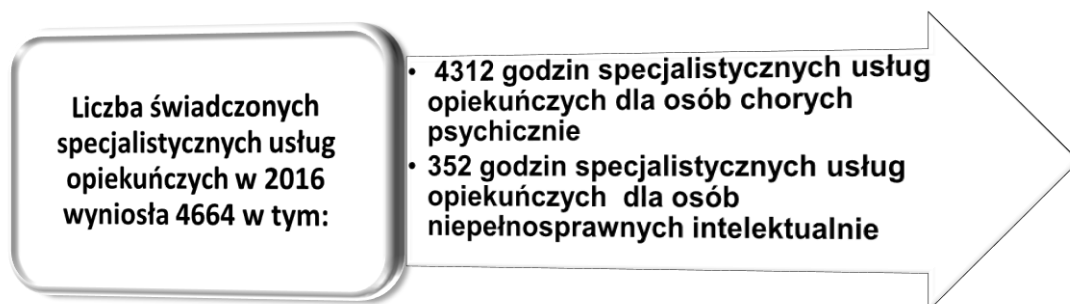 Liczba świadczonych
specjalistycznych usług
opiekuńczych w 2016
wyniosła 4664 w tym:
• 4312 godzin specjalistycznych usług
opiekuńczych dla osób chorych
psychicznie
• 352 godzin specjalistycznych usług
opiekuńczych dla osób
niepełnosprawnych intelektualnie